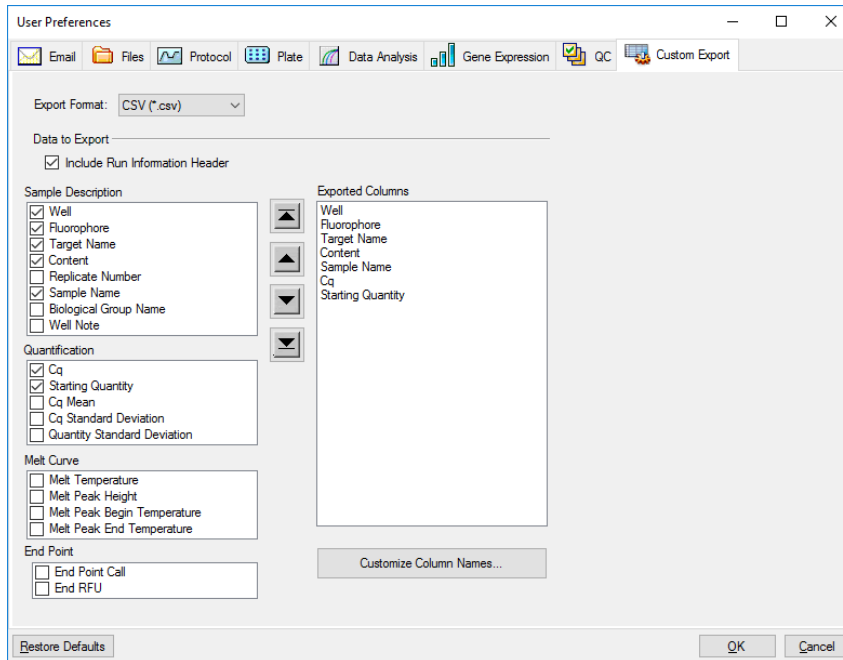 User Preferences
Email Files Protocol Plate Data Analysis Gene Expression QC Custom Export
Export Format: CSV (*.csv)
Data to Export
Include Run Information Header
Sample Description
Well
Fluorophore
Target Name
Content
Replicate Number
Sample Name
Biological Group Name
Well Note
Quantification
Cq
Starting Quantity
Cq Mean
Cq Standard Deviation
Quantity Standard Deviation
Melt Curve
Melt Temperature
Melt Peak Height
Melt Peak Begin Temperature
Melt Peak End Temperature
End Point
End Point Call
End RFU
Exported Columns
Well
Fluorophore
Target Name
Content
Sample Name
Cq
Starting Quantity
Customize Column Names...
Restore Defaults OK Cancel